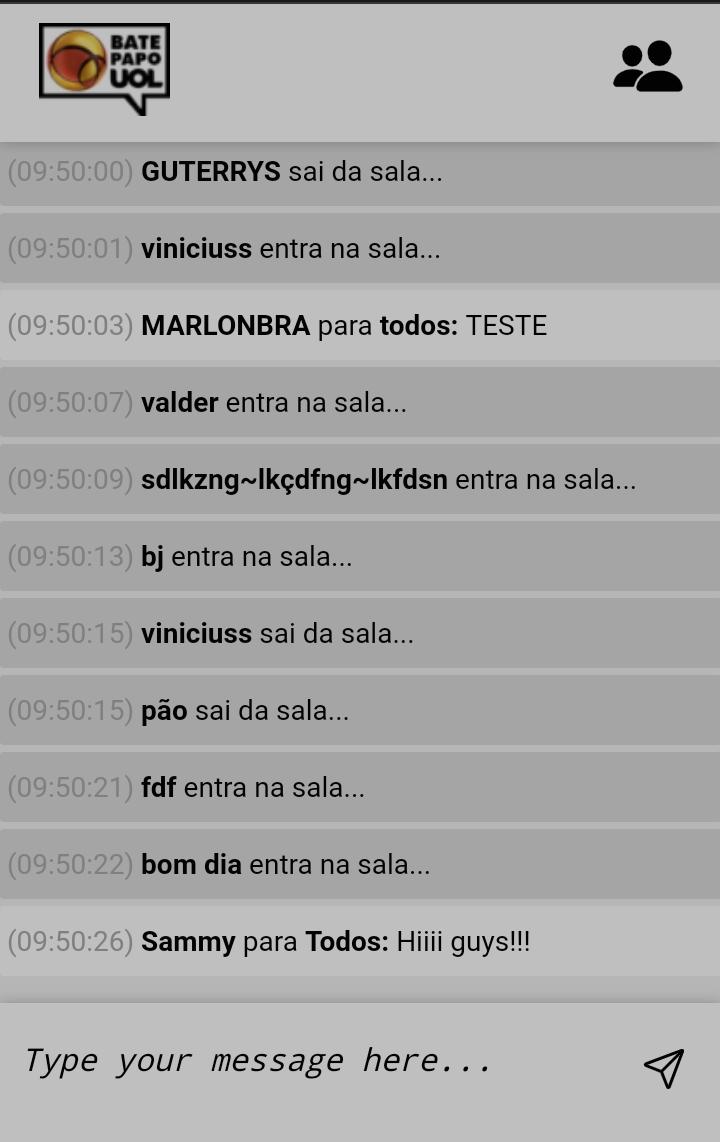 BATE
PAPO
UOL
(09:50:00) GUTERRYS sai da sala...
(09:50:01) viniciuss entra na sala...
(09:50:03) MARLONBRA para todos: TESTE
(09:50:07) valder entra na sala...
(09:50:09) sdlkzng~lkçdfng~lkfdsn entra na sala...
(09:50:13) bj entra na sala...
(09:50:15) viniciuss sai da sala...
(09:50:15) pão sai da sala...
(09:50:21) fdf entra na sala...
(09:50:22) bom dia entra na sala...
(09:50:26) Sammy para Todos: Hiiii guys!!!
Type your message here...